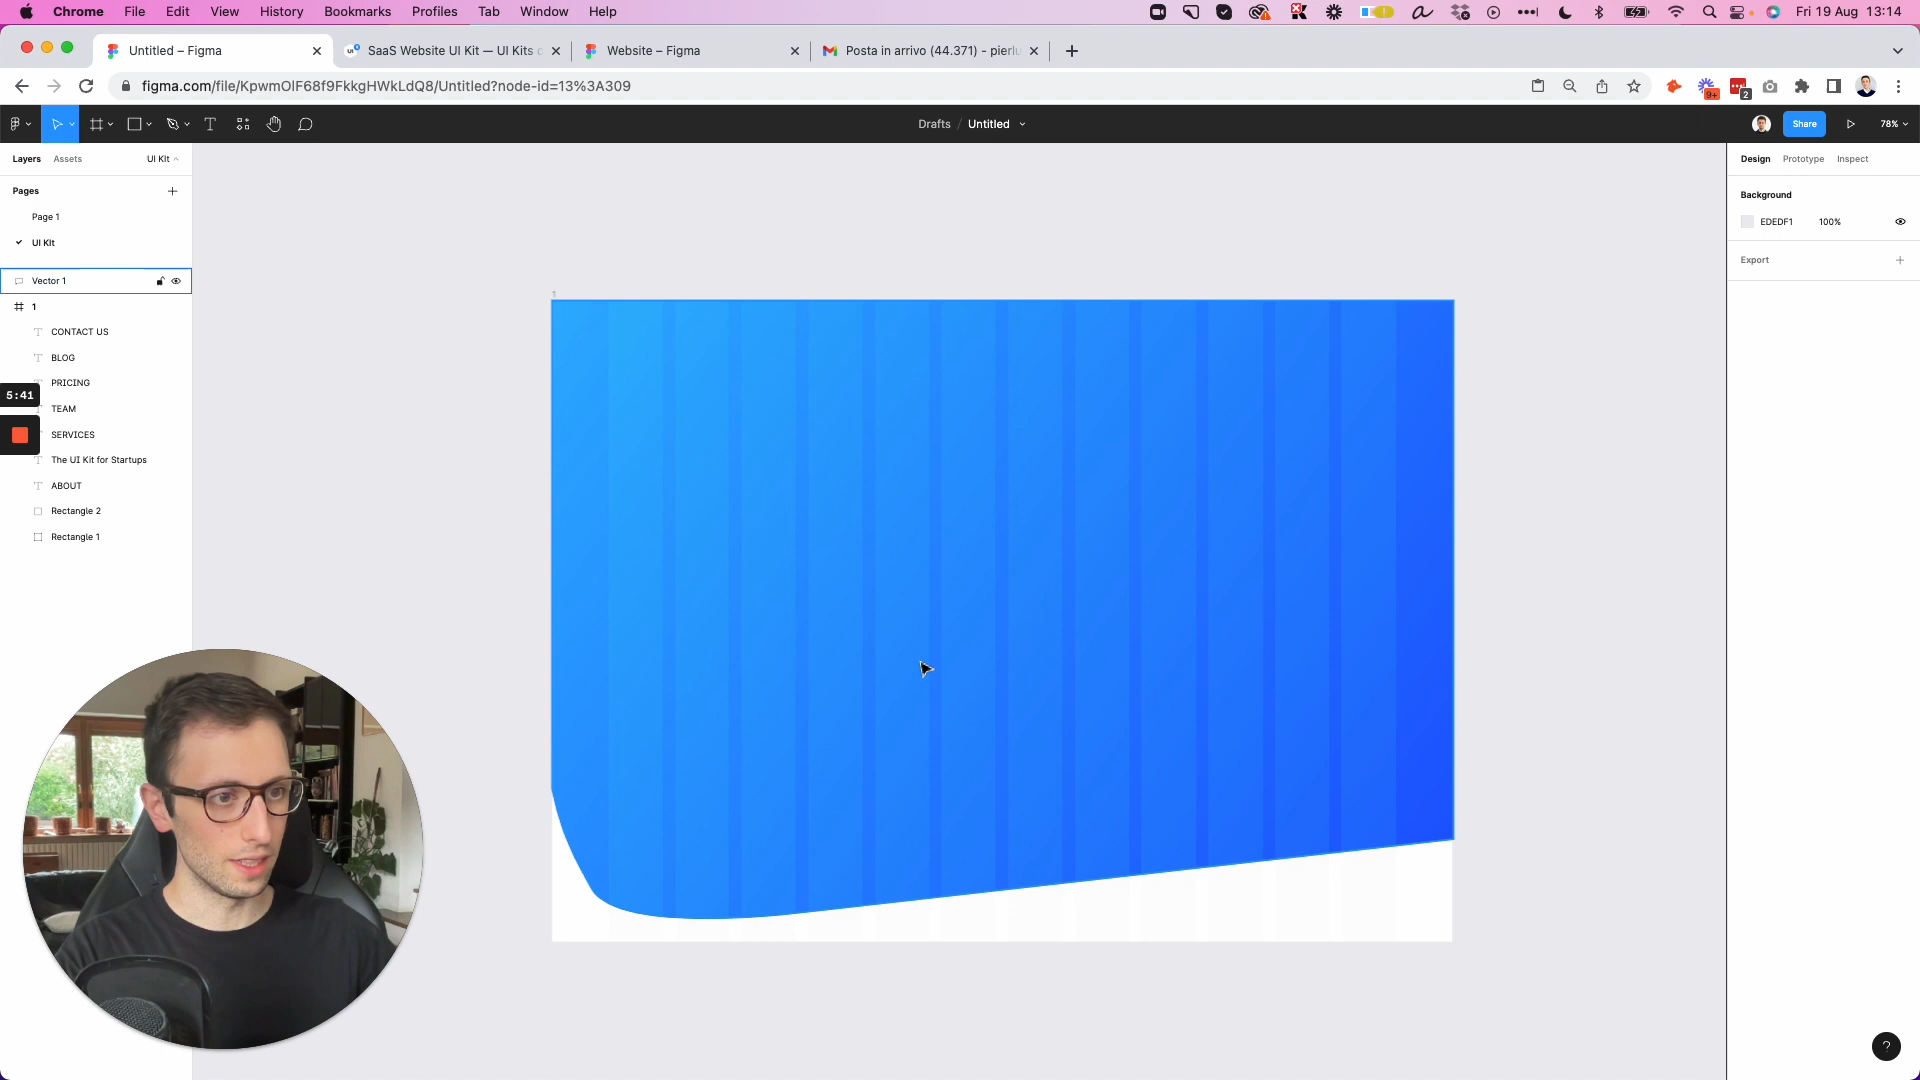 Chrome File Edit View History Bookmarks Profiles Tab Window Help
Fri 19 Aug 13:14
Untitled – Figma
SaaS Website UI Kit — UI Kits
Website – Figma
Posta in arrivo (44.371) - pierlu
figma.com/file/KpwmOIF68f9FkkgHWkLdQ8/Untitled?node-id=13%3A309
9+
2
Drafts / Untitled
Share
78%
Layers
Assets
UI Kit
Design
Prototype
Inspect
Pages
Background
Page 1
EDEDF1
100%
UI Kit
Export
Vector 1
1
1
CONTACT US
BLOG
PRICING
5:41
TEAM
SERVICES
The UI Kit for Startups
ABOUT
Rectangle 2
Rectangle 1
?